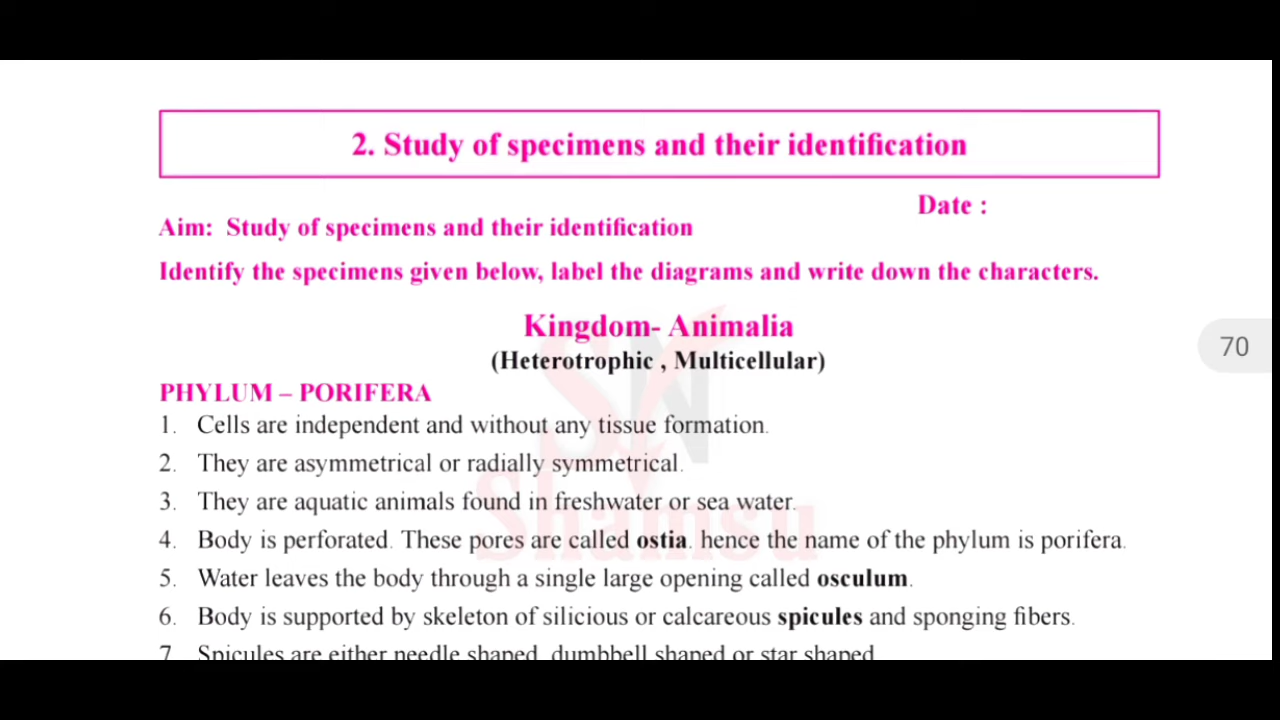 2. Study of specimens and their identification
Date :
Aim: Study of specimens and their identification
Identify the specimens given below, label the diagrams and write down the characters.
Kingdom- Animalia
(Heterotrophic , Multicellular)
70
PHYLUM – PORIFERA
1. Cells are independent and without any tissue formation.
2. They are asymmetrical or radially symmetrical.
3. They are aquatic animals found in freshwater or sea water.
4. Body is perforated. These pores are called ostia. hence the name of the phylum is porifera.
5. Water leaves the body through a single large opening called osculum.
6. Body is supported by skeleton of silicious or calcareous spicules and sponging fibers.
7. Spicules are either needle shaped, dumbbell shaped or star shaped.
SN
Shamsu